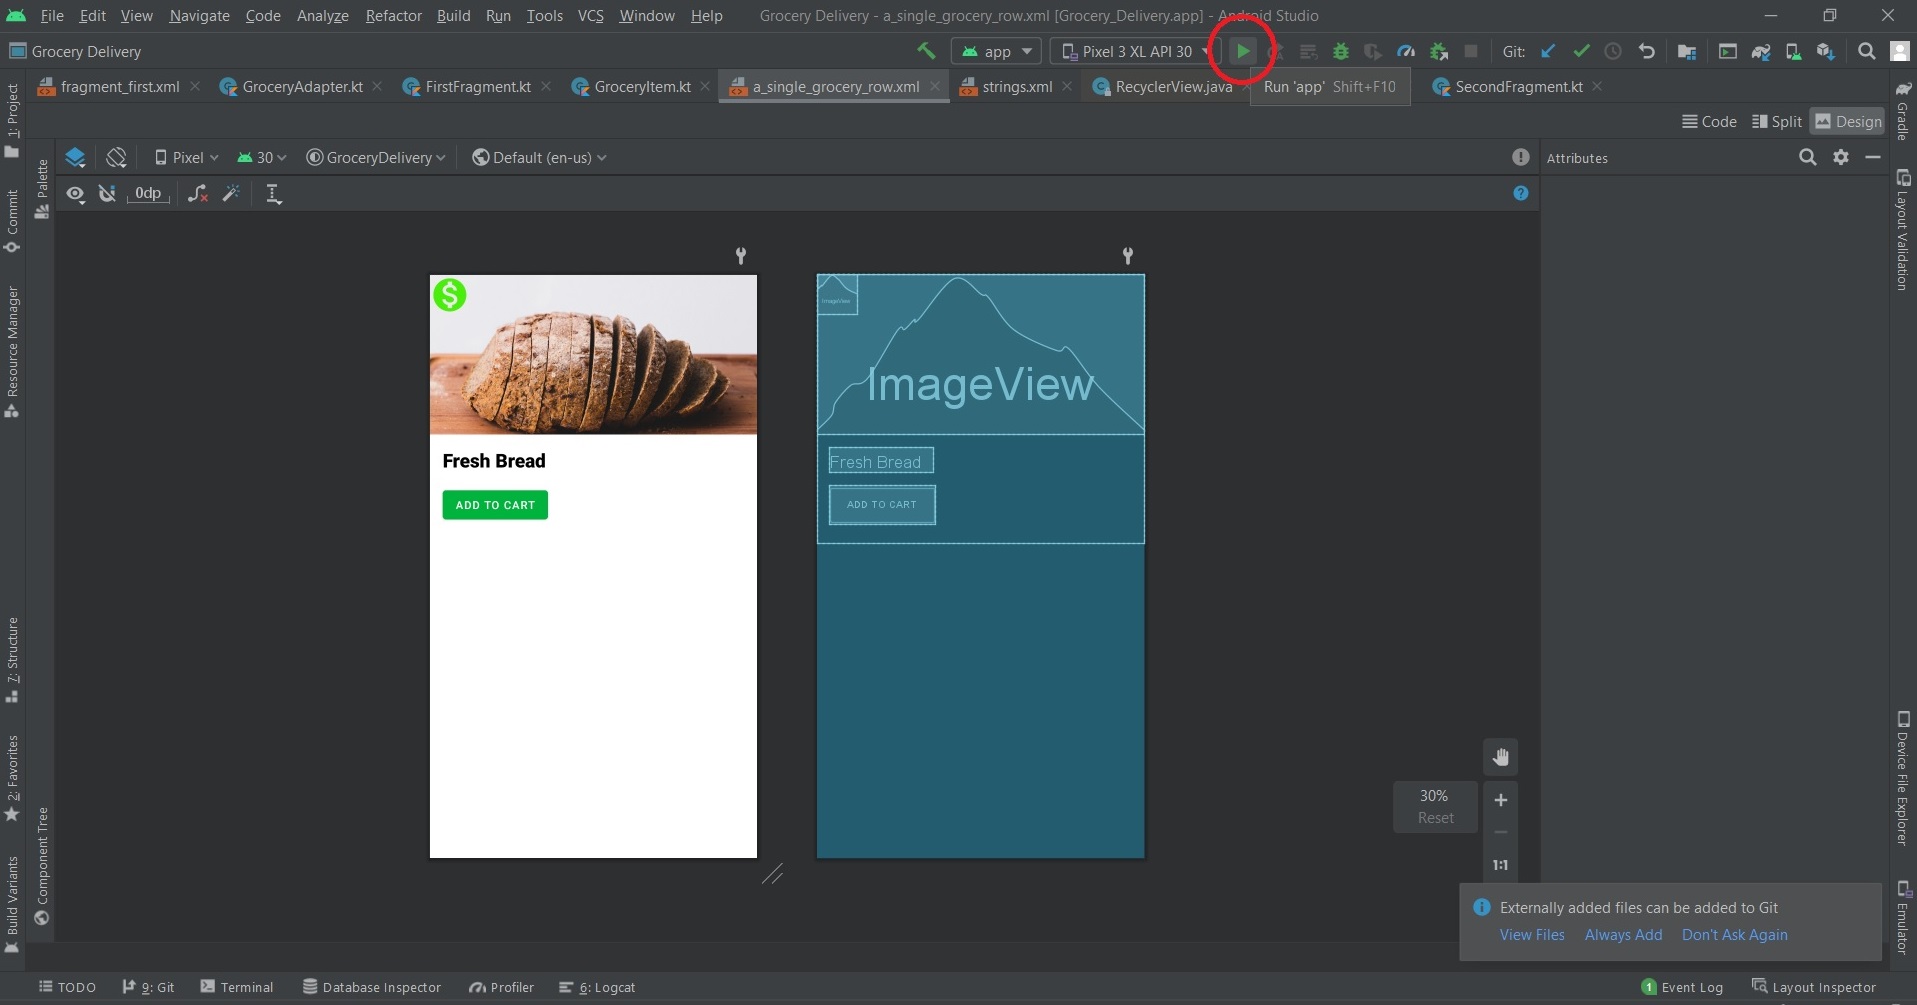 File Edit View Navigate Code Analyze Refactor Build Run Tools VCS Window Help Grocery Delivery - a_single_grocery_row.xml [Grocery_Delivery.app] - Android Studio
Grocery Delivery app Pixel 3 XL API 30 Git:
fragment_first.xml GroceryAdapter.kt FirstFragment.kt GroceryItem.kt a_single_grocery_row.xml strings.xml RecyclerView.java Run 'app' Shift+F10 SecondFragment.kt
Code Split Design
Pixel 30 GroceryDelivery Default (en-us) Attributes
0dp
1: Project
Commit
Resource Manager
7: Structure
2: Favorites
Build Variants
Palette
Component Tree
$
Fresh Bread
ADD TO CART
ImageView
ImageView
Fresh Bread
ADD TO CART
30%
Reset
1:1
Gradle
Layout Validation
Device File Explorer
Emulator
Externally added files can be added to Git
View Files Always Add Don't Ask Again
TODO 9: Git Terminal Database Inspector Profiler 6: Logcat 1 Event Log Layout Inspector